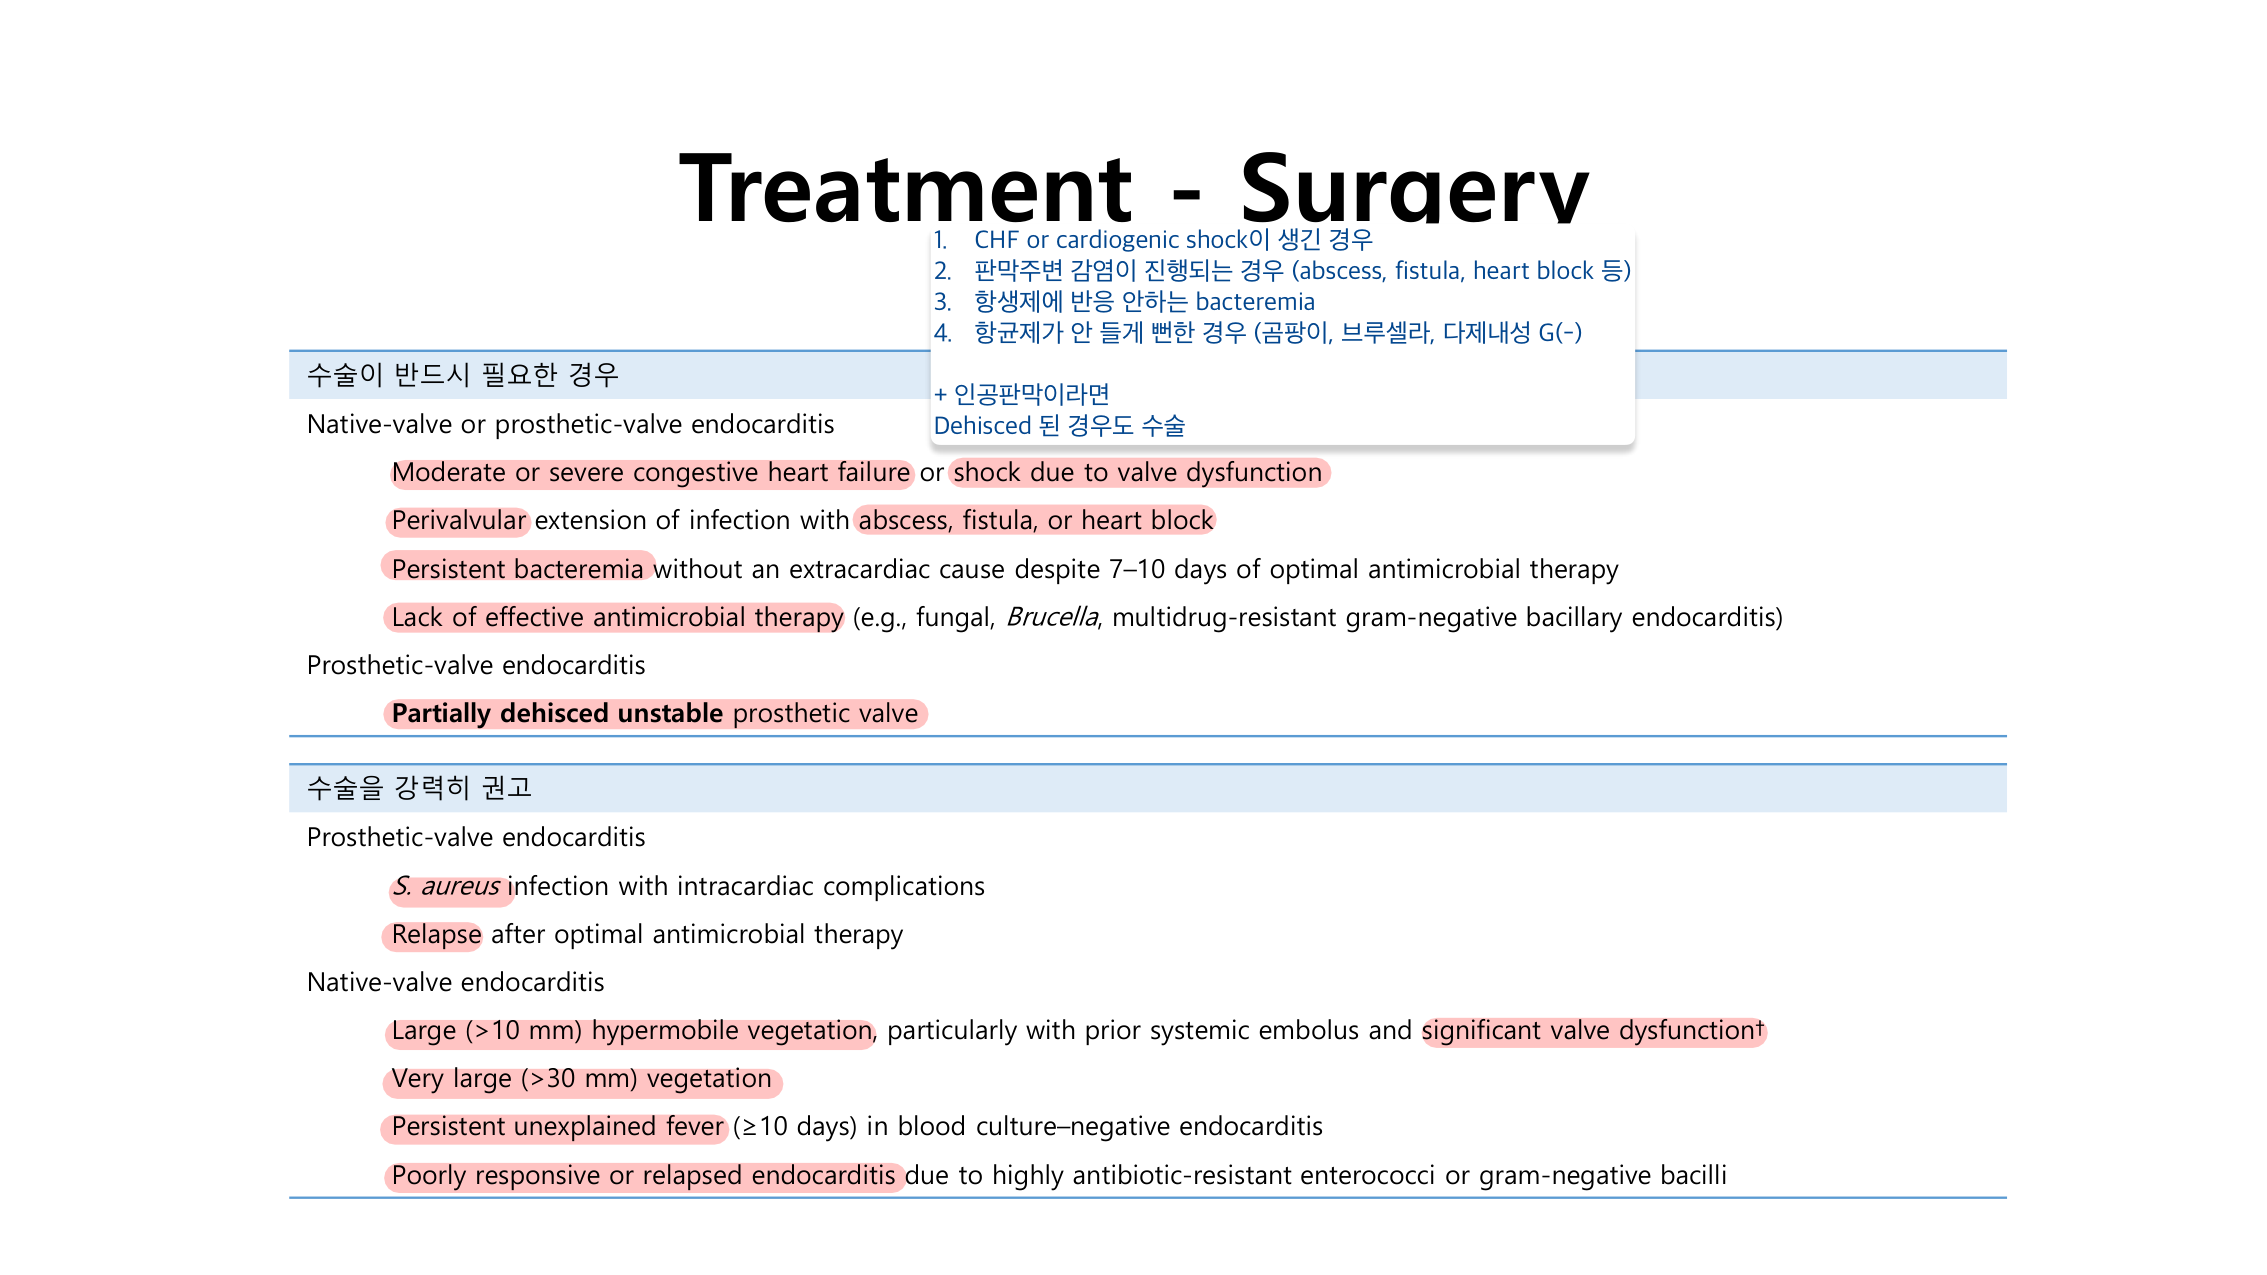 Treatment - Surgery
1. CHF or cardiogenic shock이 생긴 경우
2. 판막주변 감염이 진행되는 경우 (abscess, fistula, heart block 등)
3. 항생제에 반응 안하는 bacteremia
4. 항균제가 안 들게 뻔한 경우 (곰팡이, 브루셀라, 다제내성 G(-)
+ 인공판막이라면
Dehisced 된 경우도 수술
수술이 반드시 필요한 경우
Native-valve or prosthetic-valve endocarditis
Moderate or severe congestive heart failure or shock due to valve dysfunction
Perivalvular extension of infection with abscess, fistula, or heart block
Persistent bacteremia without an extracardiac cause despite 7–10 days of optimal antimicrobial therapy
Lack of effective antimicrobial therapy (e.g., fungal, Brucella, multidrug-resistant gram-negative bacillary endocarditis)
Prosthetic-valve endocarditis
Partially dehisced unstable prosthetic valve
수술을 강력히 권고
Prosthetic-valve endocarditis
S. aureus infection with intracardiac complications
Relapse after optimal antimicrobial therapy
Native-valve endocarditis
Large (>10 mm) hypermobile vegetation, particularly with prior systemic embolus and significant valve dysfunction†
Very large (>30 mm) vegetation
Persistent unexplained fever (≥10 days) in blood culture–negative endocarditis
Poorly responsive or relapsed endocarditis due to highly antibiotic-resistant enterococci or gram-negative bacilli